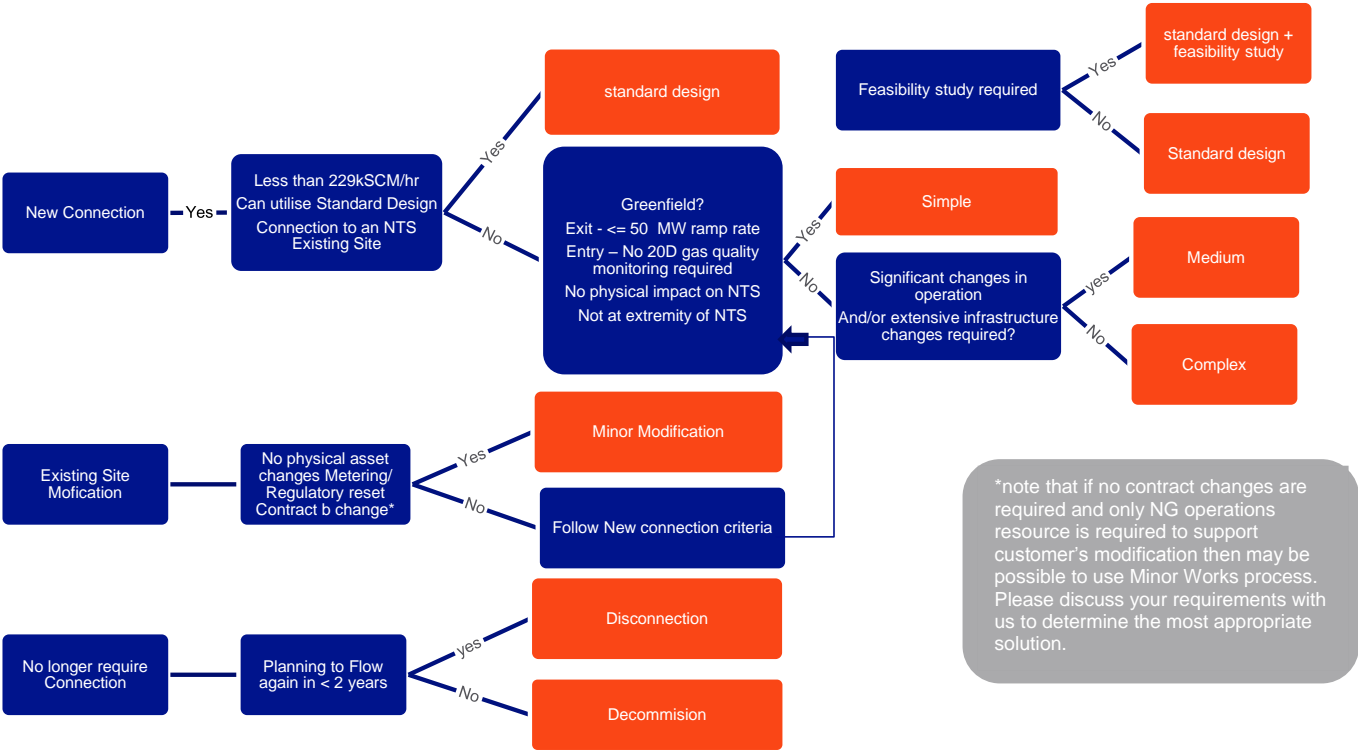 New Connection
Yes
Less than 229kSCM/hr
Can utilise Standard Design
Connection to an NTS
Existing Site
Yes
No
standard design
Greenfield?
Exit - <= 50 MW ramp rate
Entry – No 20D gas quality
monitoring required
No physical impact on NTS
Not at extremity of NTS
Yes
No
Simple
Significant changes in
operation
And/or extensive infrastructure
changes required?
yes
No
Medium
Complex
Feasibility study required
Yes
No
standard design +
feasibility study
Standard design
Existing Site
Mofication
No physical asset
changes Metering/
Regulatory reset
Contract b change*
Yes
No
Minor Modification
Follow New connection criteria
No longer require
Connection
Planning to Flow
again in < 2 years
yes
No
Disconnection
Decommision
*note that if no contract changes are
required and only NG operations
resource is required to support
customer's modification then may be
possible to use Minor Works process.
Please discuss your requirements with
us to determine the most appropriate
solution.